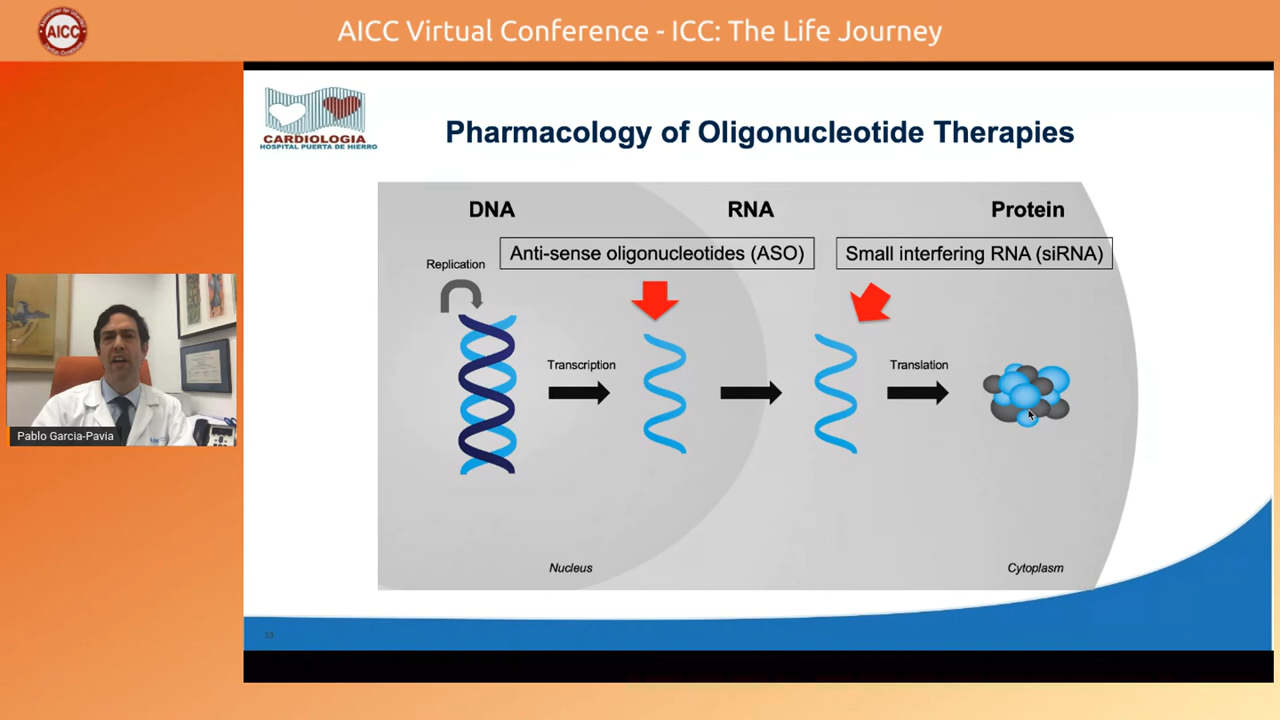 AICC
AICC Virtual Conference - ICC: The Life Journey
CARDIOLOGIA
HOSPITAL PUERTA DE HIERRO
Pharmacology of Oligonucleotide Therapies
DNA
RNA
Protein
Anti-sense oligonucleotides (ASO)
Small interfering RNA (siRNA)
Replication
Transcription
Translation
Nucleus
Cytoplasm
Pablo Garcia-Pavia